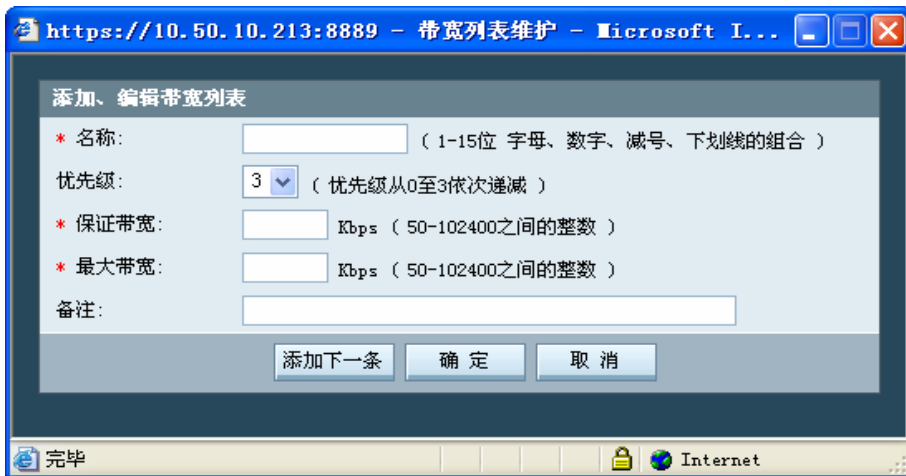 https://10.50.10.213:8889 - 带宽列表维护 - Microsoft I...
添加、编辑带宽列表
* 名称: ( 1-15位 字母、数字、减号、下划线的组合 )
优先级: 3 ( 优先级从0至3依次递减 )
* 保证带宽: Kbps ( 50-102400之间的整数 )
* 最大带宽: Kbps ( 50-102400之间的整数 )
备注:
添加下一条 确 定 取 消
完毕 Internet